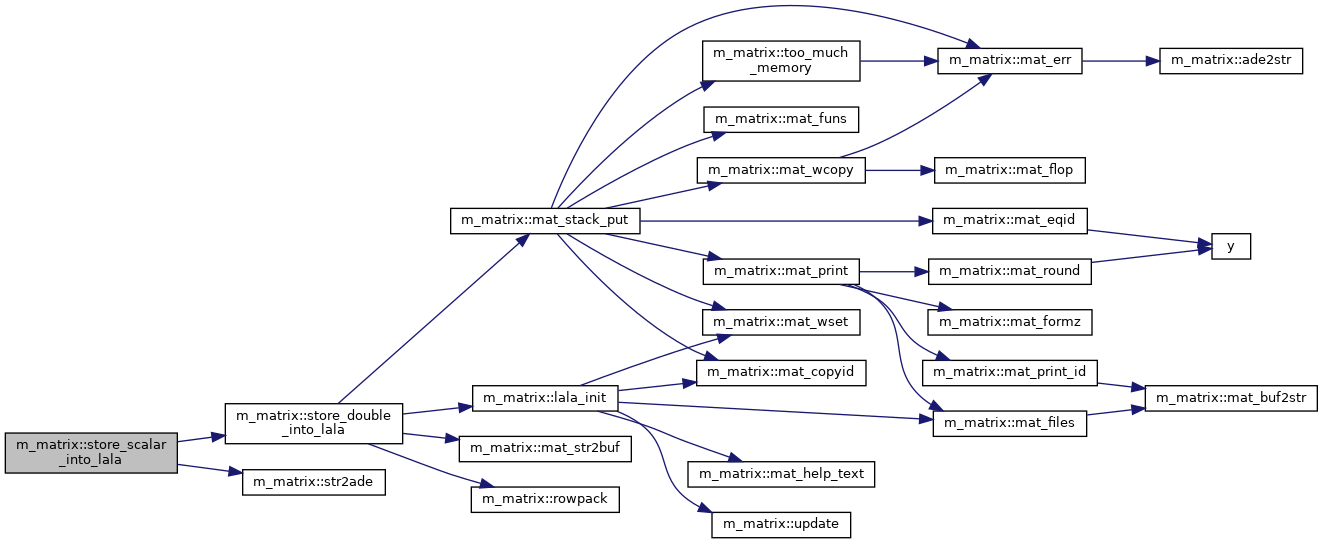 m_matrix::store_scalar
_into_lala
m_matrix::store_double
_into_lala
m_matrix::str2ade
m_matrix::mat_stack_put
m_matrix::lala_init
m_matrix::mat_str2buf
m_matrix::rowpack
m_matrix::too_much
_memory
m_matrix::mat_funs
m_matrix::mat_wcopy
m_matrix::mat_print
m_matrix::mat_wset
m_matrix::mat_copyid
m_matrix::mat_help_text
m_matrix::update
m_matrix::mat_err
m_matrix::mat_flop
m_matrix::mat_eqid
m_matrix::mat_round
m_matrix::mat_formz
m_matrix::mat_print_id
m_matrix::mat_files
m_matrix::ade2str
y
m_matrix::mat_buf2str